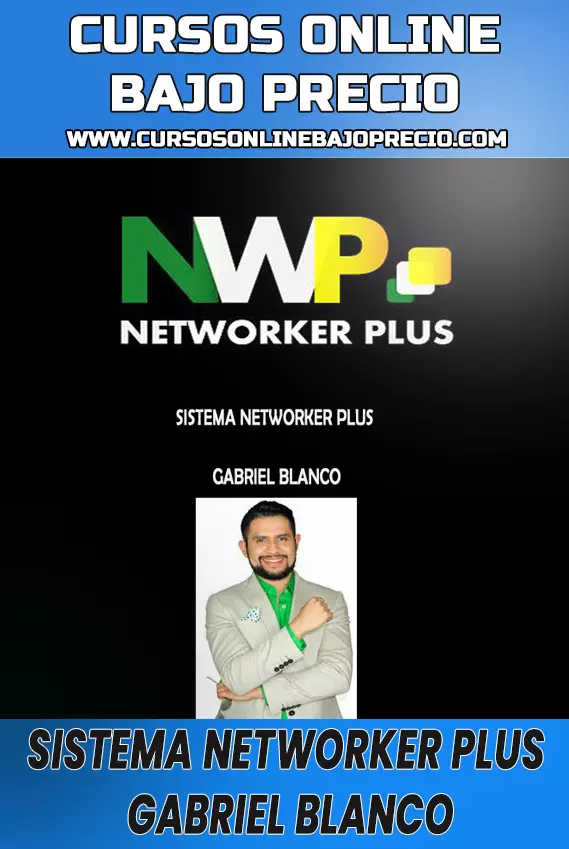 CURSOS ONLINE
BAJO PRECIO
WWW.CURSOSONLINEBAJOPRECIO.COM
NWP
NETWORKER PLUS
SISTEMA NETWORKER PLUS
GABRIEL BLANCO
SISTEMA NETWORKER PLUS
GABRIEL BLANCO